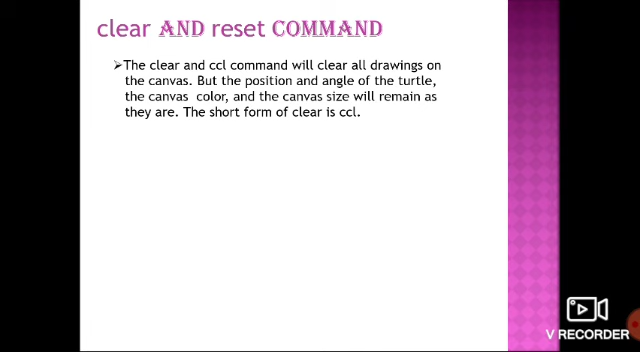 clear AND reset COMMAND
➢The clear and ccl command will clear all drawings on
the canvas. But the position and angle of the turtle,
the canvas color, and the canvas size will remain as
they are. The short form of clear is ccl.
V RECORDER